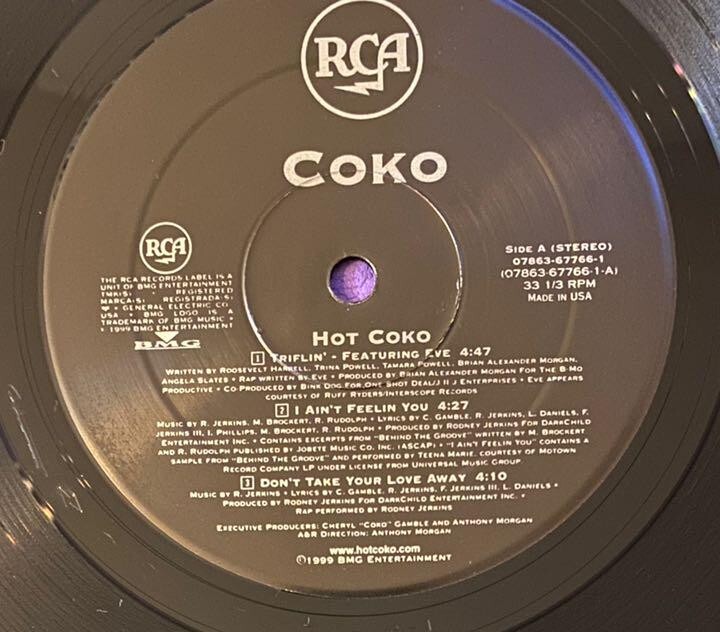 RCA
COKO
RCA
THE RCA RECORDS LABEL IS A
UNIT OF BMG ENTERTAINMENT
TMK(S) ® REGISTERED
MARCA(S) REGISTRADA(S)
GENERAL ELECTRIC CO.
USA • BMG LOGO IS A
TRADEMARK OF BMG MUSIC •
© 1999 BMG ENTERTAINMENT
BMG
SIDE A (STEREO)
07863-67766-1
(07863-67766-1-A)
33 1/3 RPM
MADE IN USA
HOT COKO
1 TRIFLIN' - FEATURING EVE 4:47
WRITTEN BY ROOSEVELT HARRELL, TRINA POWELL, TAMARA POWELL, BRIAN ALEXANDER MORGAN,
ANGELA SLATES • RAP WRITTEN BY EVE • PRODUCED BY BRIAN ALEXANDER MORGAN FOR THE B-MO
PRODUCTIVE • CO-PRODUCED BY BINK DOG FOR ONE SHOT DEAL/J II J ENTERPRISES • EVE APPEARS
COURTESY OF RUFF RYDERS/INTERSCOPE RECORDS
2 I AIN'T FEELIN YOU 4:27
MUSIC BY R. JERKINS, M. BROCKERT, R. RUDOLPH • LYRICS BY C. GAMBLE, R. JERKINS, L. DANIELS, F.
JERKINS III, I. PHILLIPS, M. BROCKERT, R. RUDOLPH • PRODUCED BY RODNEY JERKINS FOR DARKCHILD
ENTERTAINMENT INC. • CONTAINS EXCERPTS FROM "BEHIND THE GROOVE" WRITTEN BY M. BROCKERT
AND R. RUDOLPH PUBLISHED BY JOBETE MUSIC CO. INC. (ASCAP) • "I AIN'T FEELIN YOU" CONTAINS A
SAMPLE FROM "BEHIND THE GROOVE" AND PERFORMED BY TEENA MARIE. COURTESY OF MOTOWN
RECORD COMPANY LP UNDER LICENSE FROM UNIVERSAL MUSIC GROUP
3 DON'T TAKE YOUR LOVE AWAY 4:10
MUSIC BY R. JERKINS • LYRICS BY C. GAMBLE, R. JERKINS, F. JERKINS III, L. DANIELS •
PRODUCED BY RODNEY JERKINS FOR DARKCHILD ENTERTAINMENT INC. •
RAP PERFORMED BY RODNEY JERKINS
EXECUTIVE PRODUCERS: CHERYL "COKO" GAMBLE AND ANTHONY MORGAN
A&R DIRECTION: ANTHONY MORGAN
www.hotcoko.com
℗1999 BMG ENTERTAINMENT